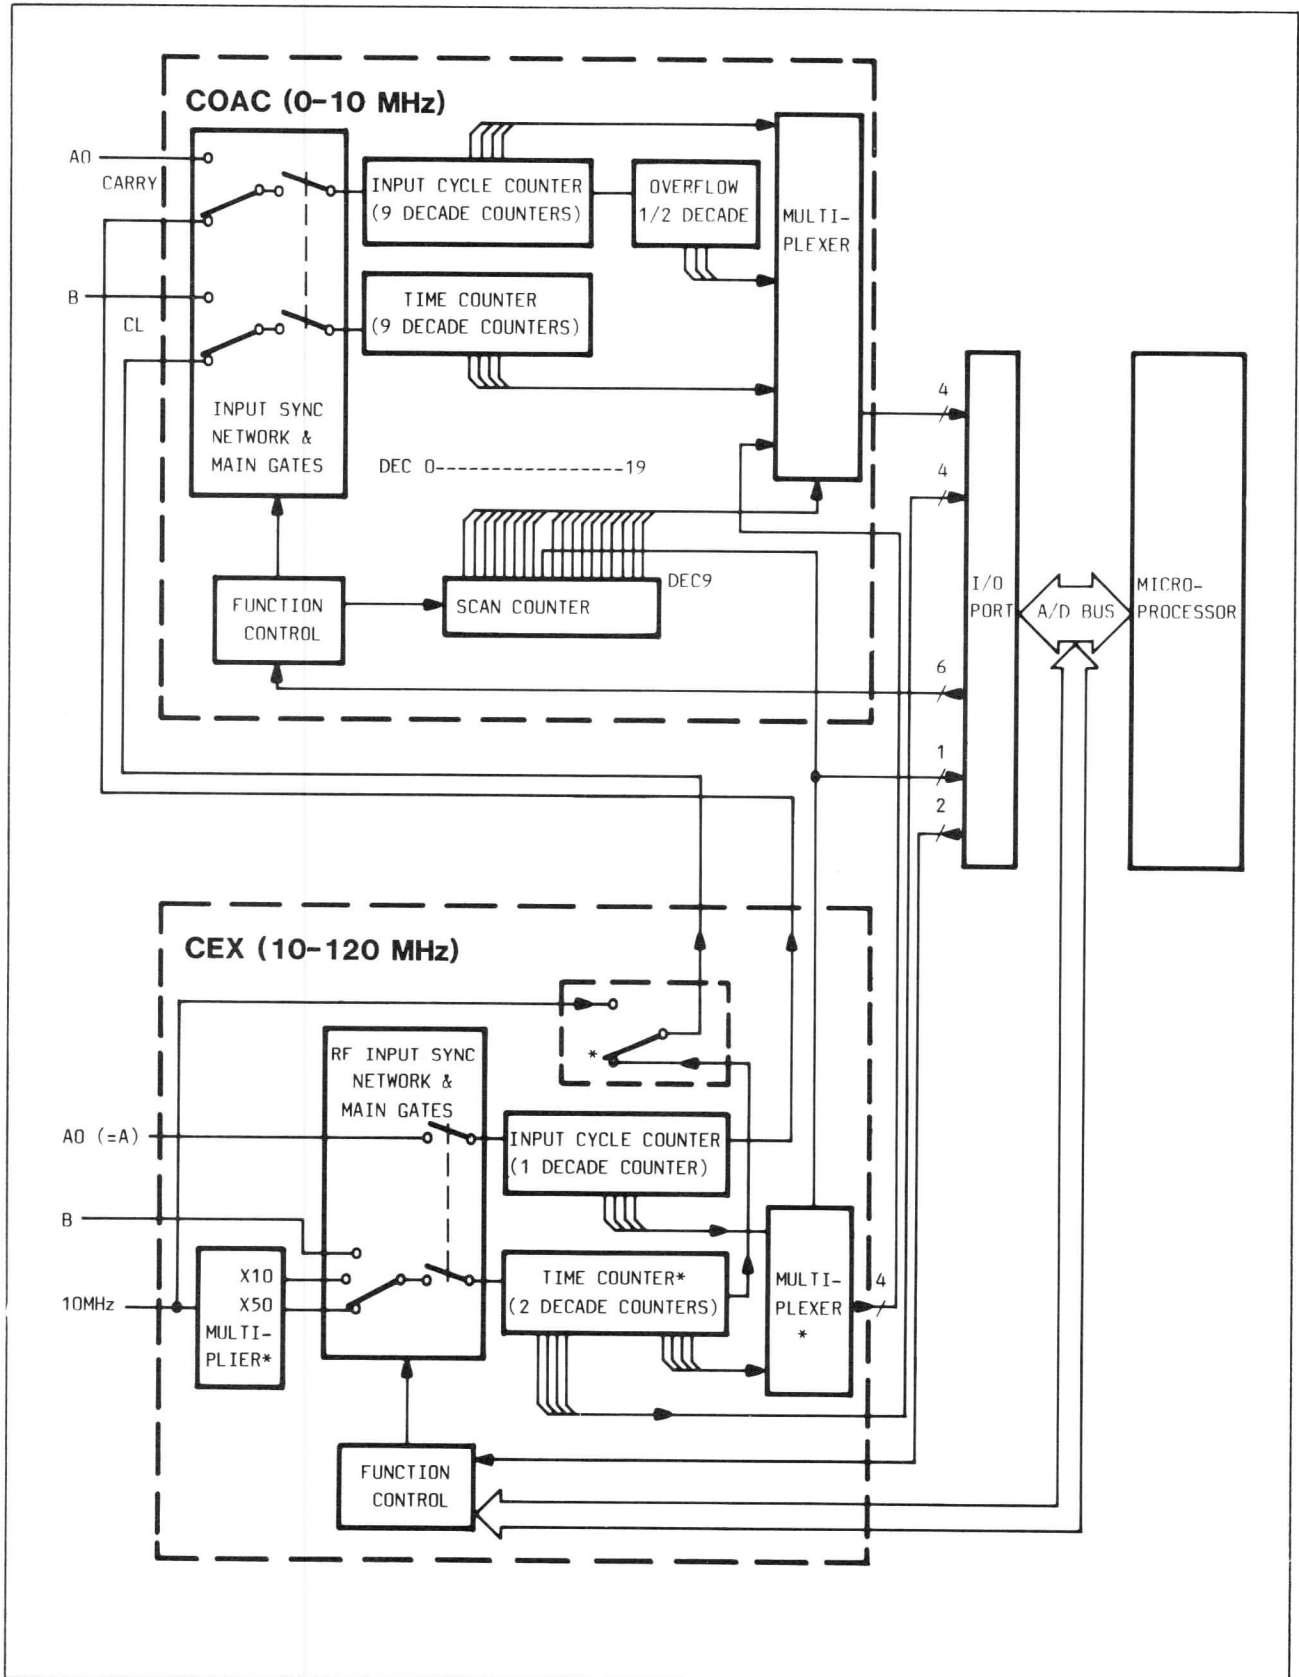 COAC (0-10 MHz)
A0
CARRY
INPUT CYCLE COUNTER
(9 DECADE COUNTERS)
OVERFLOW
1/2 DECADE
MULTI-
PLEXER
B
CL
TIME COUNTER
(9 DECADE COUNTERS)
INPUT SYNC
NETWORK &
MAIN GATES
DEC 0-----------------19
4
4
DEC9
FUNCTION
CONTROL
SCAN COUNTER
I/O
PORT
A/D BUS
MICRO-
PROCESSOR
6
1
2
CEX (10-120 MHz)
*
RF INPUT SYNC
NETWORK &
MAIN GATES
A0 (=A)
INPUT CYCLE COUNTER
(1 DECADE COUNTER)
B
X10
X50
MULTI-
PLIER*
10MHz
TIME COUNTER*
(2 DECADE COUNTERS)
MULTI-
PLEXER
*
4
FUNCTION
CONTROL